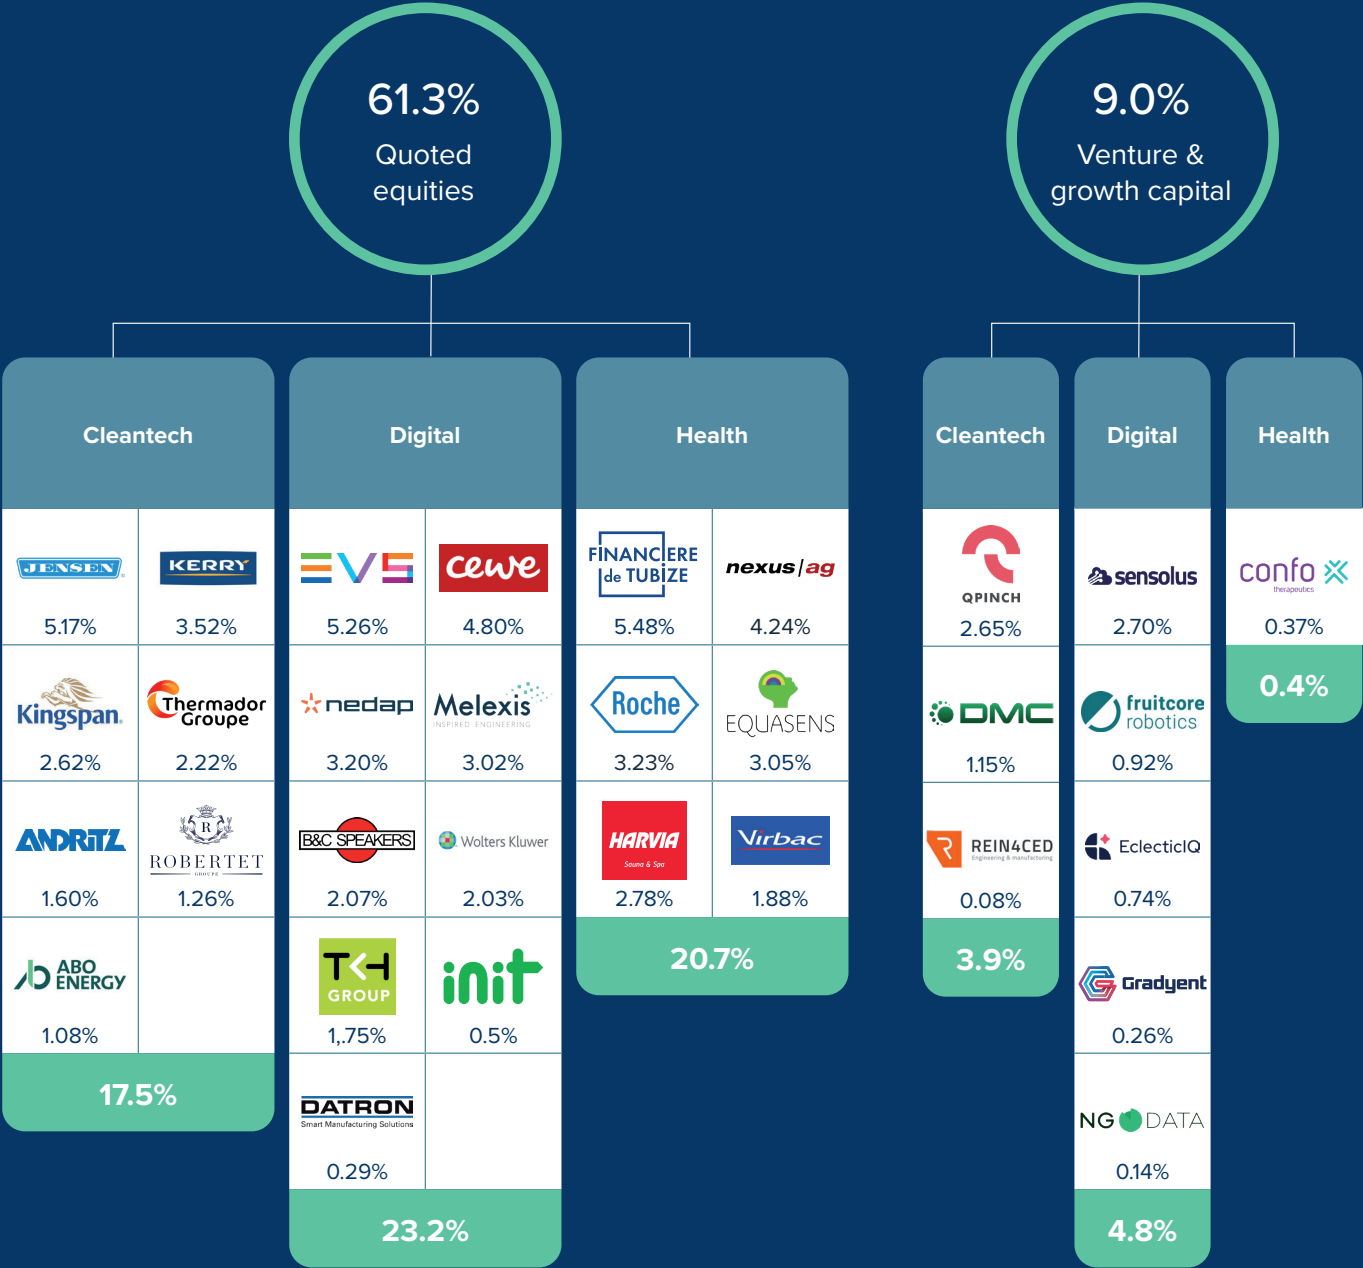 61.3%
Quoted
equities
9.0%
Venture &
growth capital
Cleantech
Digital
Health
Cleantech
Digital
Health
JENSEN
5.17%
KERRY
3.52%
EVS
5.26%
cewe
4.80%
FINANCIERE
de TUBIZE
5.48%
nexus|ag
4.24%
QPINCH
2.65%
sensolus
2.70%
confo
therapeutics
0.37%
0.4%
Kingspan
2.62%
Thermador
Groupe
2.22%
nedap
3.20%
Melexis
INSPIRED ENGINEERING
3.02%
Roche
3.23%
EQUASENS
3.05%
DMC
1.15%
fruitcore
robotics
0.92%
ANDRITZ
1.60%
R
ROBERTET
GROUPE
1.26%
B&C SPEAKERS
2.07%
Wolters Kluwer
2.03%
HARVIA
Sauna & Spa
2.78%
Virbac
1.88%
20.7%
REIN4CED
Engineering & manufacturing
0.08%
3.9%
EclecticIQ
0.74%
ABO
ENERGY
1.08%
17.5%
TKH
GROUP
1,.75%
init
0.5%
Gradyent
0.26%
DATRON
Smart Manufacturing Solutions
0.29%
23.2%
NG DATA
0.14%
4.8%